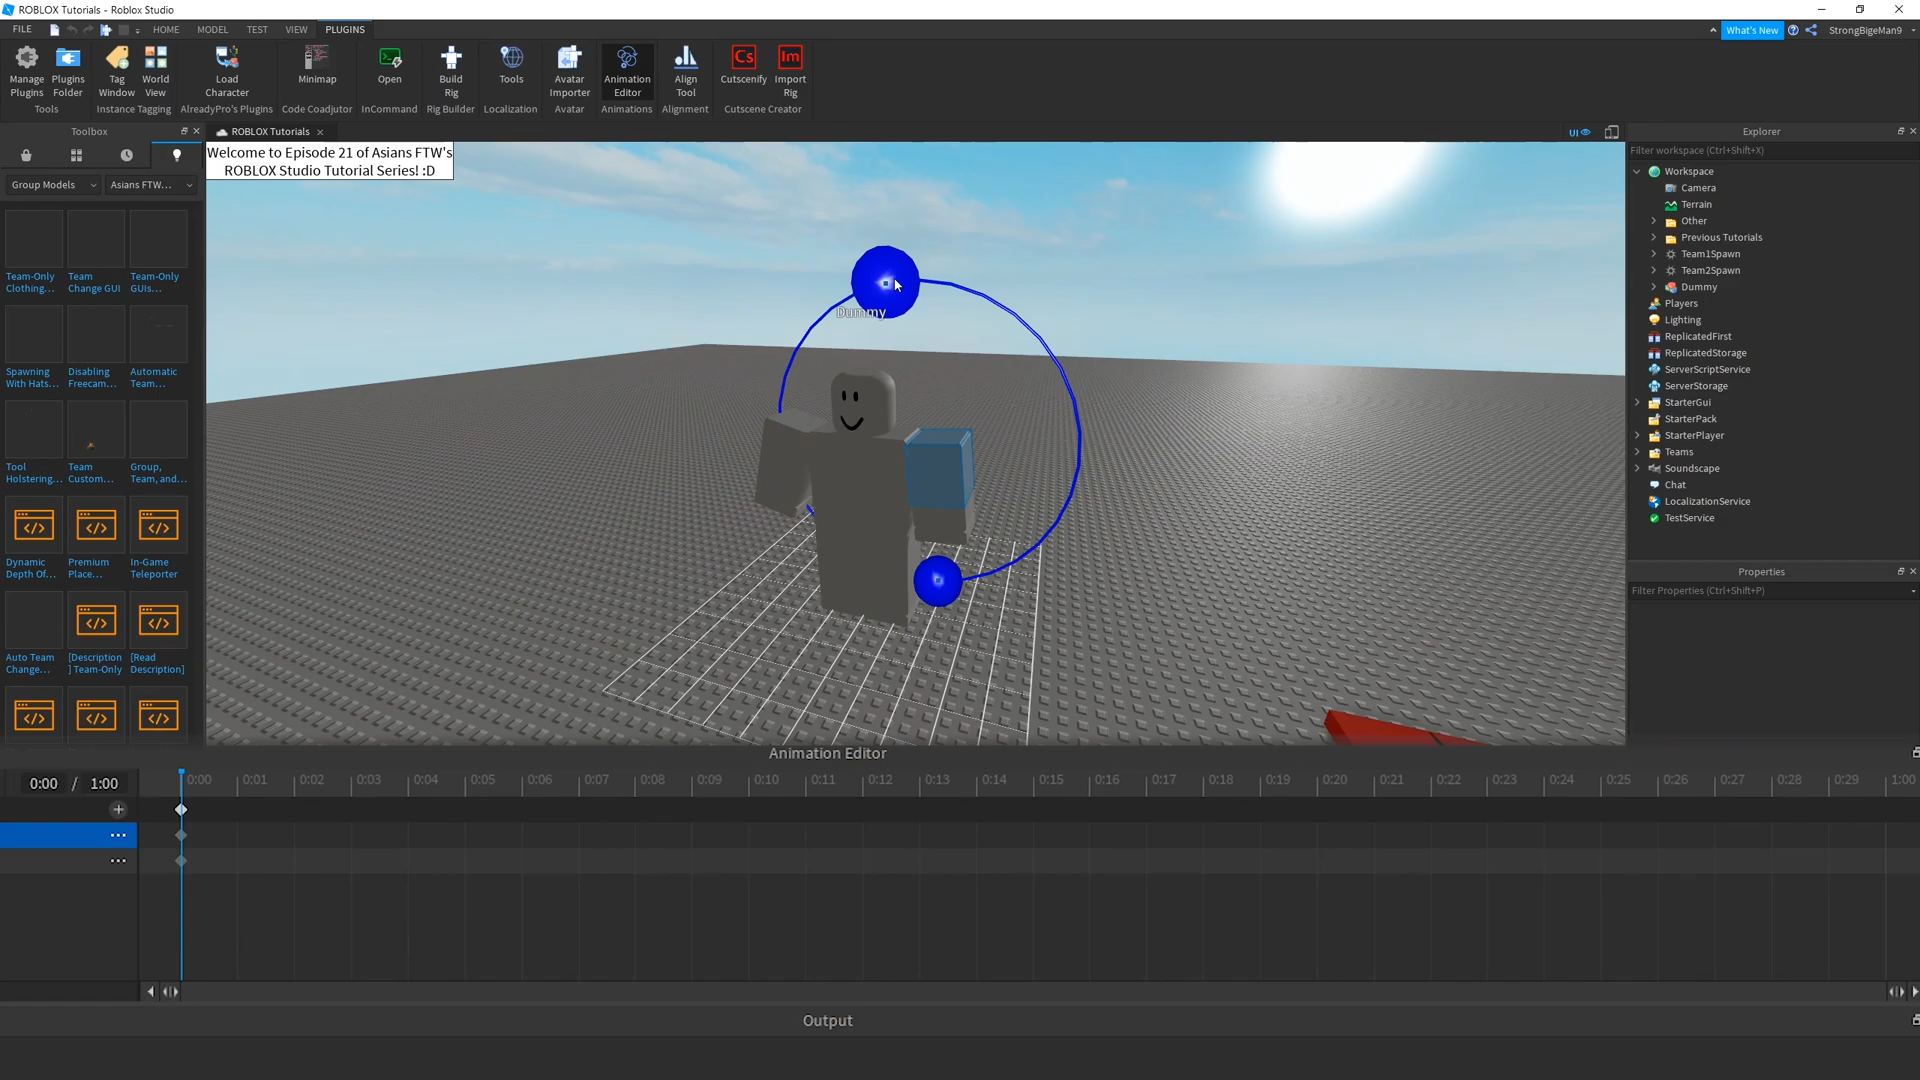 ROBLOX Tutorials - Roblox Studio
FILE HOME MODEL TEST VIEW PLUGINS
What's New StrongBigeMan9
Manage Plugins
Plugins Folder
Tools
Tag Window
World View
Instance Tagging
Load Character
AlreadyPro's Plugins
Minimap
Code Coadjutor
Open
InCommand
Build Rig
Rig Builder
Tools
Localization
Avatar Importer
Avatar
Animation Editor
Animations
Align Tool
Alignment
Cs
Cutscenify
Im
Import Rig
Cutscene Creator
Toolbox
ROBLOX Tutorials
UI
Group Models
Asians FTW...
Team-Only Clothing...
Team Change GUI
Team-Only GUIs...
Spawning With Hats...
Disabling Freecam...
Automatic Team...
Tool Holstering...
Team Custom...
Group, Team, and...
Dynamic Depth Of...
Premium Place...
In-Game Teleporter
Auto Team Change...
[Description] Team-Only
[Read Description]
Welcome to Episode 21 of Asians FTW's
ROBLOX Studio Tutorial Series! :D
Dummy
Explorer
Filter workspace (Ctrl+Shift+X)
Workspace
Camera
Terrain
Other
Previous Tutorials
Team1Spawn
Team2Spawn
Dummy
Players
Lighting
ReplicatedFirst
ReplicatedStorage
ServerScriptService
ServerStorage
StarterGui
StarterPack
StarterPlayer
Teams
Soundscape
Chat
LocalizationService
TestService
Properties
Filter Properties (Ctrl+Shift+P)
Animation Editor
0:00 / 1:00
0:00 0:01 0:02 0:03 0:04 0:05 0:06 0:07 0:08 0:09 0:10 0:11 0:12 0:13 0:14 0:15 0:16 0:17 0:18 0:19 0:20 0:21 0:22 0:23 0:24 0:25 0:26 0:27 0:28 0:29 1:00
Output